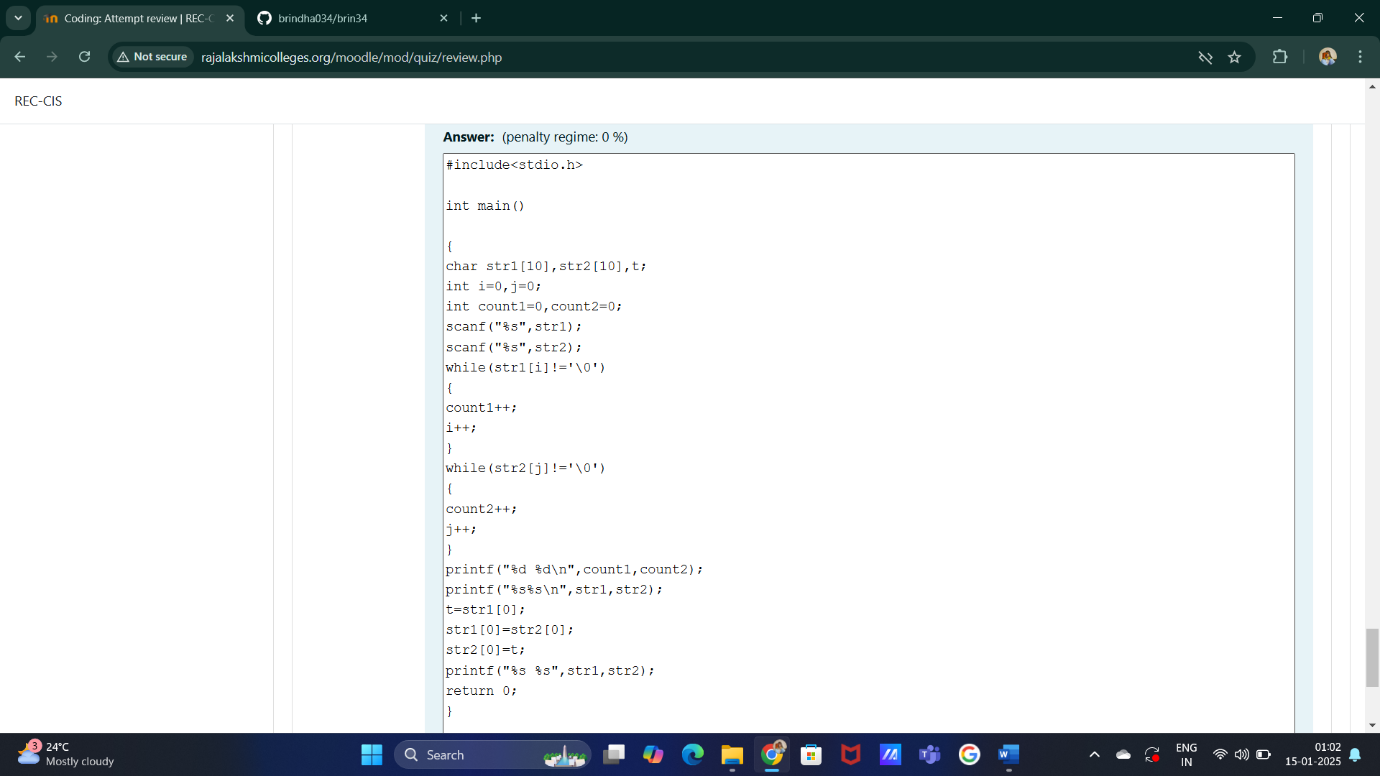 Coding: Attempt review | REC-C
brindha034/brin34
Not secure
rajalakshmicolleges.org/moodle/mod/quiz/review.php
REC-CIS
Answer: (penalty regime: 0 %)
#include<stdio.h>
int main()
{
char str1[10],str2[10],t;
int i=0,j=0;
int count1=0,count2=0;
scanf("%s",str1);
scanf("%s",str2);
while(str1[i]!='\0')
{
count1++;
i++;
}
while(str2[j]!='\0')
{
count2++;
j++;
}
printf("%d %d\n",count1,count2);
printf("%s%s\n",str1,str2);
t=str1[0];
str1[0]=str2[0];
str2[0]=t;
printf("%s %s",str1,str2);
return 0;
}
3
24°C
Mostly cloudy
Search
ENG
IN
01:02
15-01-2025